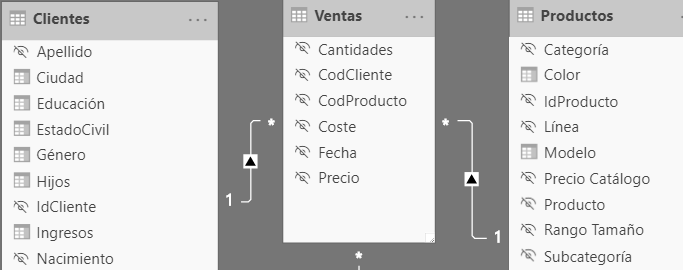 Clientes
Apellido
Ciudad
Educación
EstadoCivil
Género
Hijos
IdCliente
Ingresos
Nacimiento
*
1
Ventas
Cantidades
CodCliente
CodProducto
Coste
Fecha
Precio
*
*
1
Productos
Categoría
Color
IdProducto
Línea
Modelo
Precio Catálogo
Producto
Rango Tamaño
Subcategoría